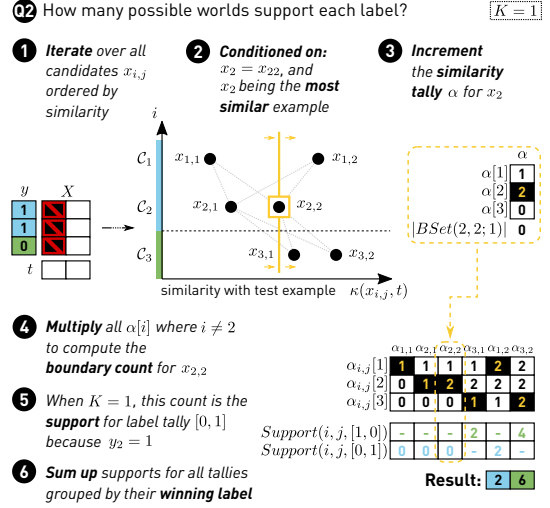 Q2 How many possible worlds support each label?
K = 1
1 Iterate over all
candidates x_{i,j}
ordered by
similarity
2 Conditioned on:
x_2 = x_{22}, and
x_2 being the most
similar example
3 Increment
the similarity
tally α for x_2
i
C_1
x_{1,1}
x_{1,2}
C_2
x_{2,1}
x_{2,2}
C_3
x_{3,1}
x_{3,2}
similarity with test example κ(x_{i,j}, t)
y X
1
1
0
t
α
α[1] 1
α[2] 2
α[3] 0
|BSet(2, 2; 1)| 0
4 Multiply all α[i] where i ≠ 2
to compute the
boundary count for x_{2,2}
5 When K = 1, this count is the
support for label tally [0, 1]
because y_2 = 1
6 Sum up supports for all tallies
grouped by their winning label
α_{1,1} α_{2,1} α_{2,2} α_{3,1} α_{1,2} α_{3,2}
α_{i,j}[1] 1 1 1 1 2 2
α_{i,j}[2] 0 1 2 2 2 2
α_{i,j}[3] 0 0 0 1 1 2
Support(i, j, [1, 0]) - - - 2 - 4
Support(i, j, [0, 1]) 0 0 0 - 2 -
Result: 2 6